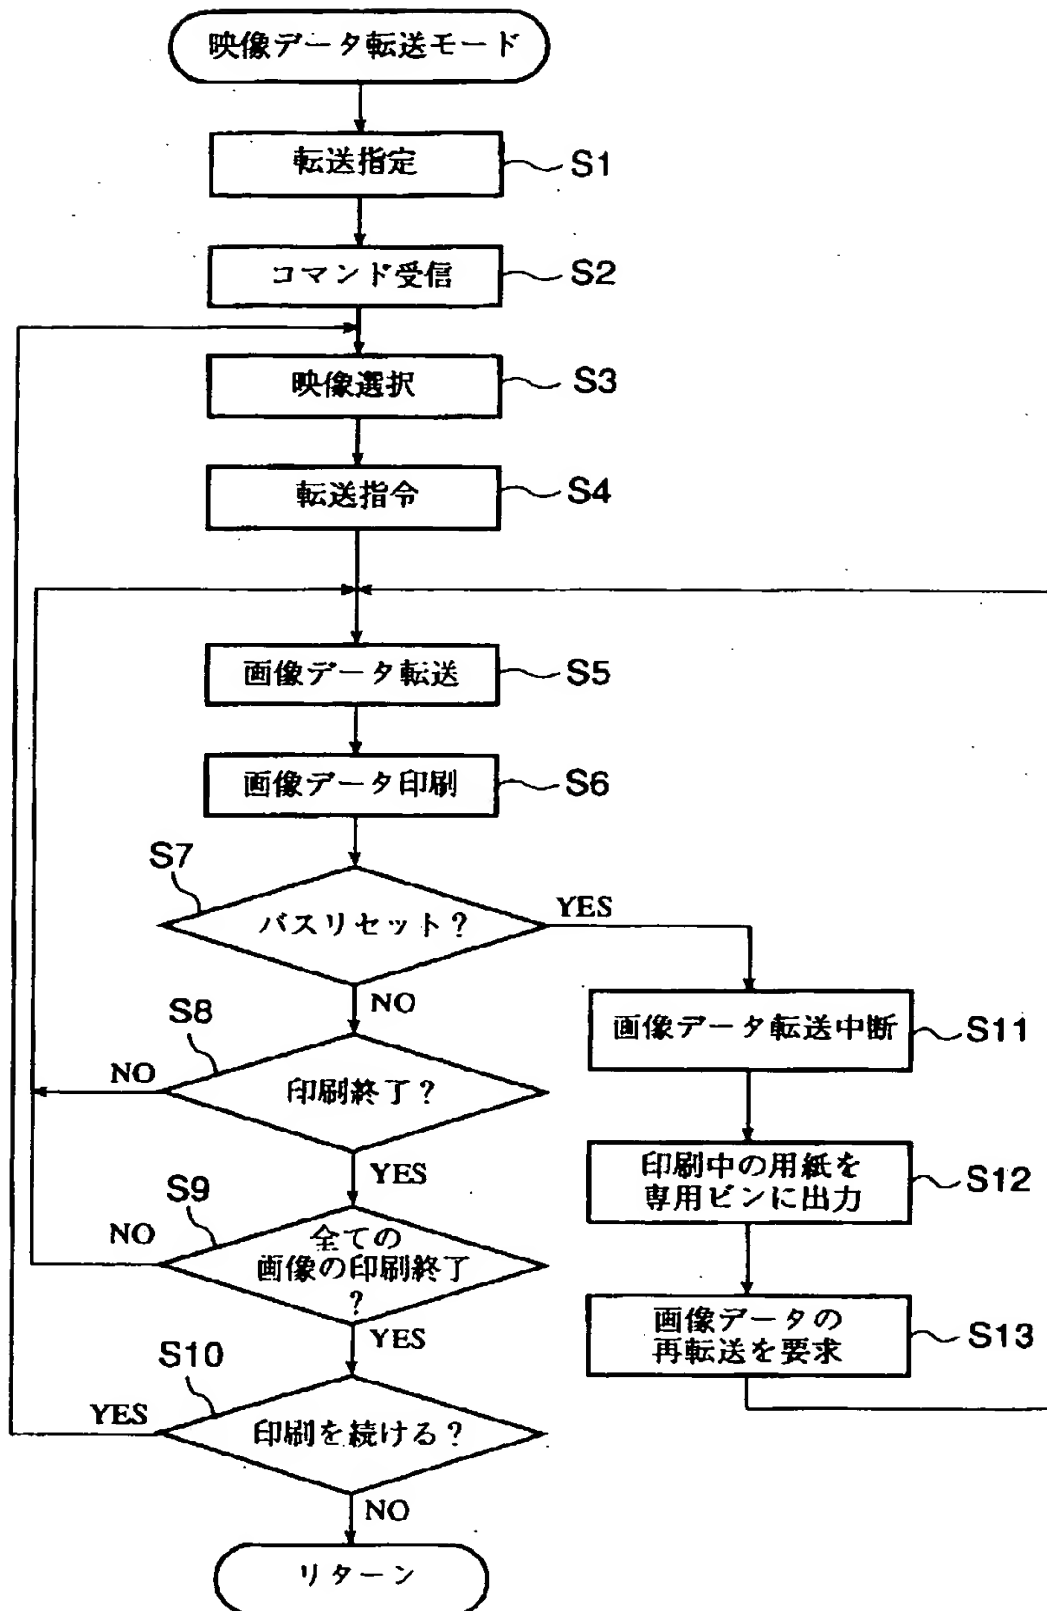 映像データ転送モード
転送指定
S1
コマンド受信
S2
映像選択
S3
転送指令
S4
画像データ転送
S5
画像データ印刷
S6
S7
バスリセット?
YES
NO
S8
印刷終了?
NO
YES
S9
全ての
画像の印刷終了
?
NO
YES
S10
印刷を続ける?
YES
NO
リターン
画像データ転送中断
S11
印刷中の用紙を
専用ビンに出力
S12
画像データの
再転送を要求
S13